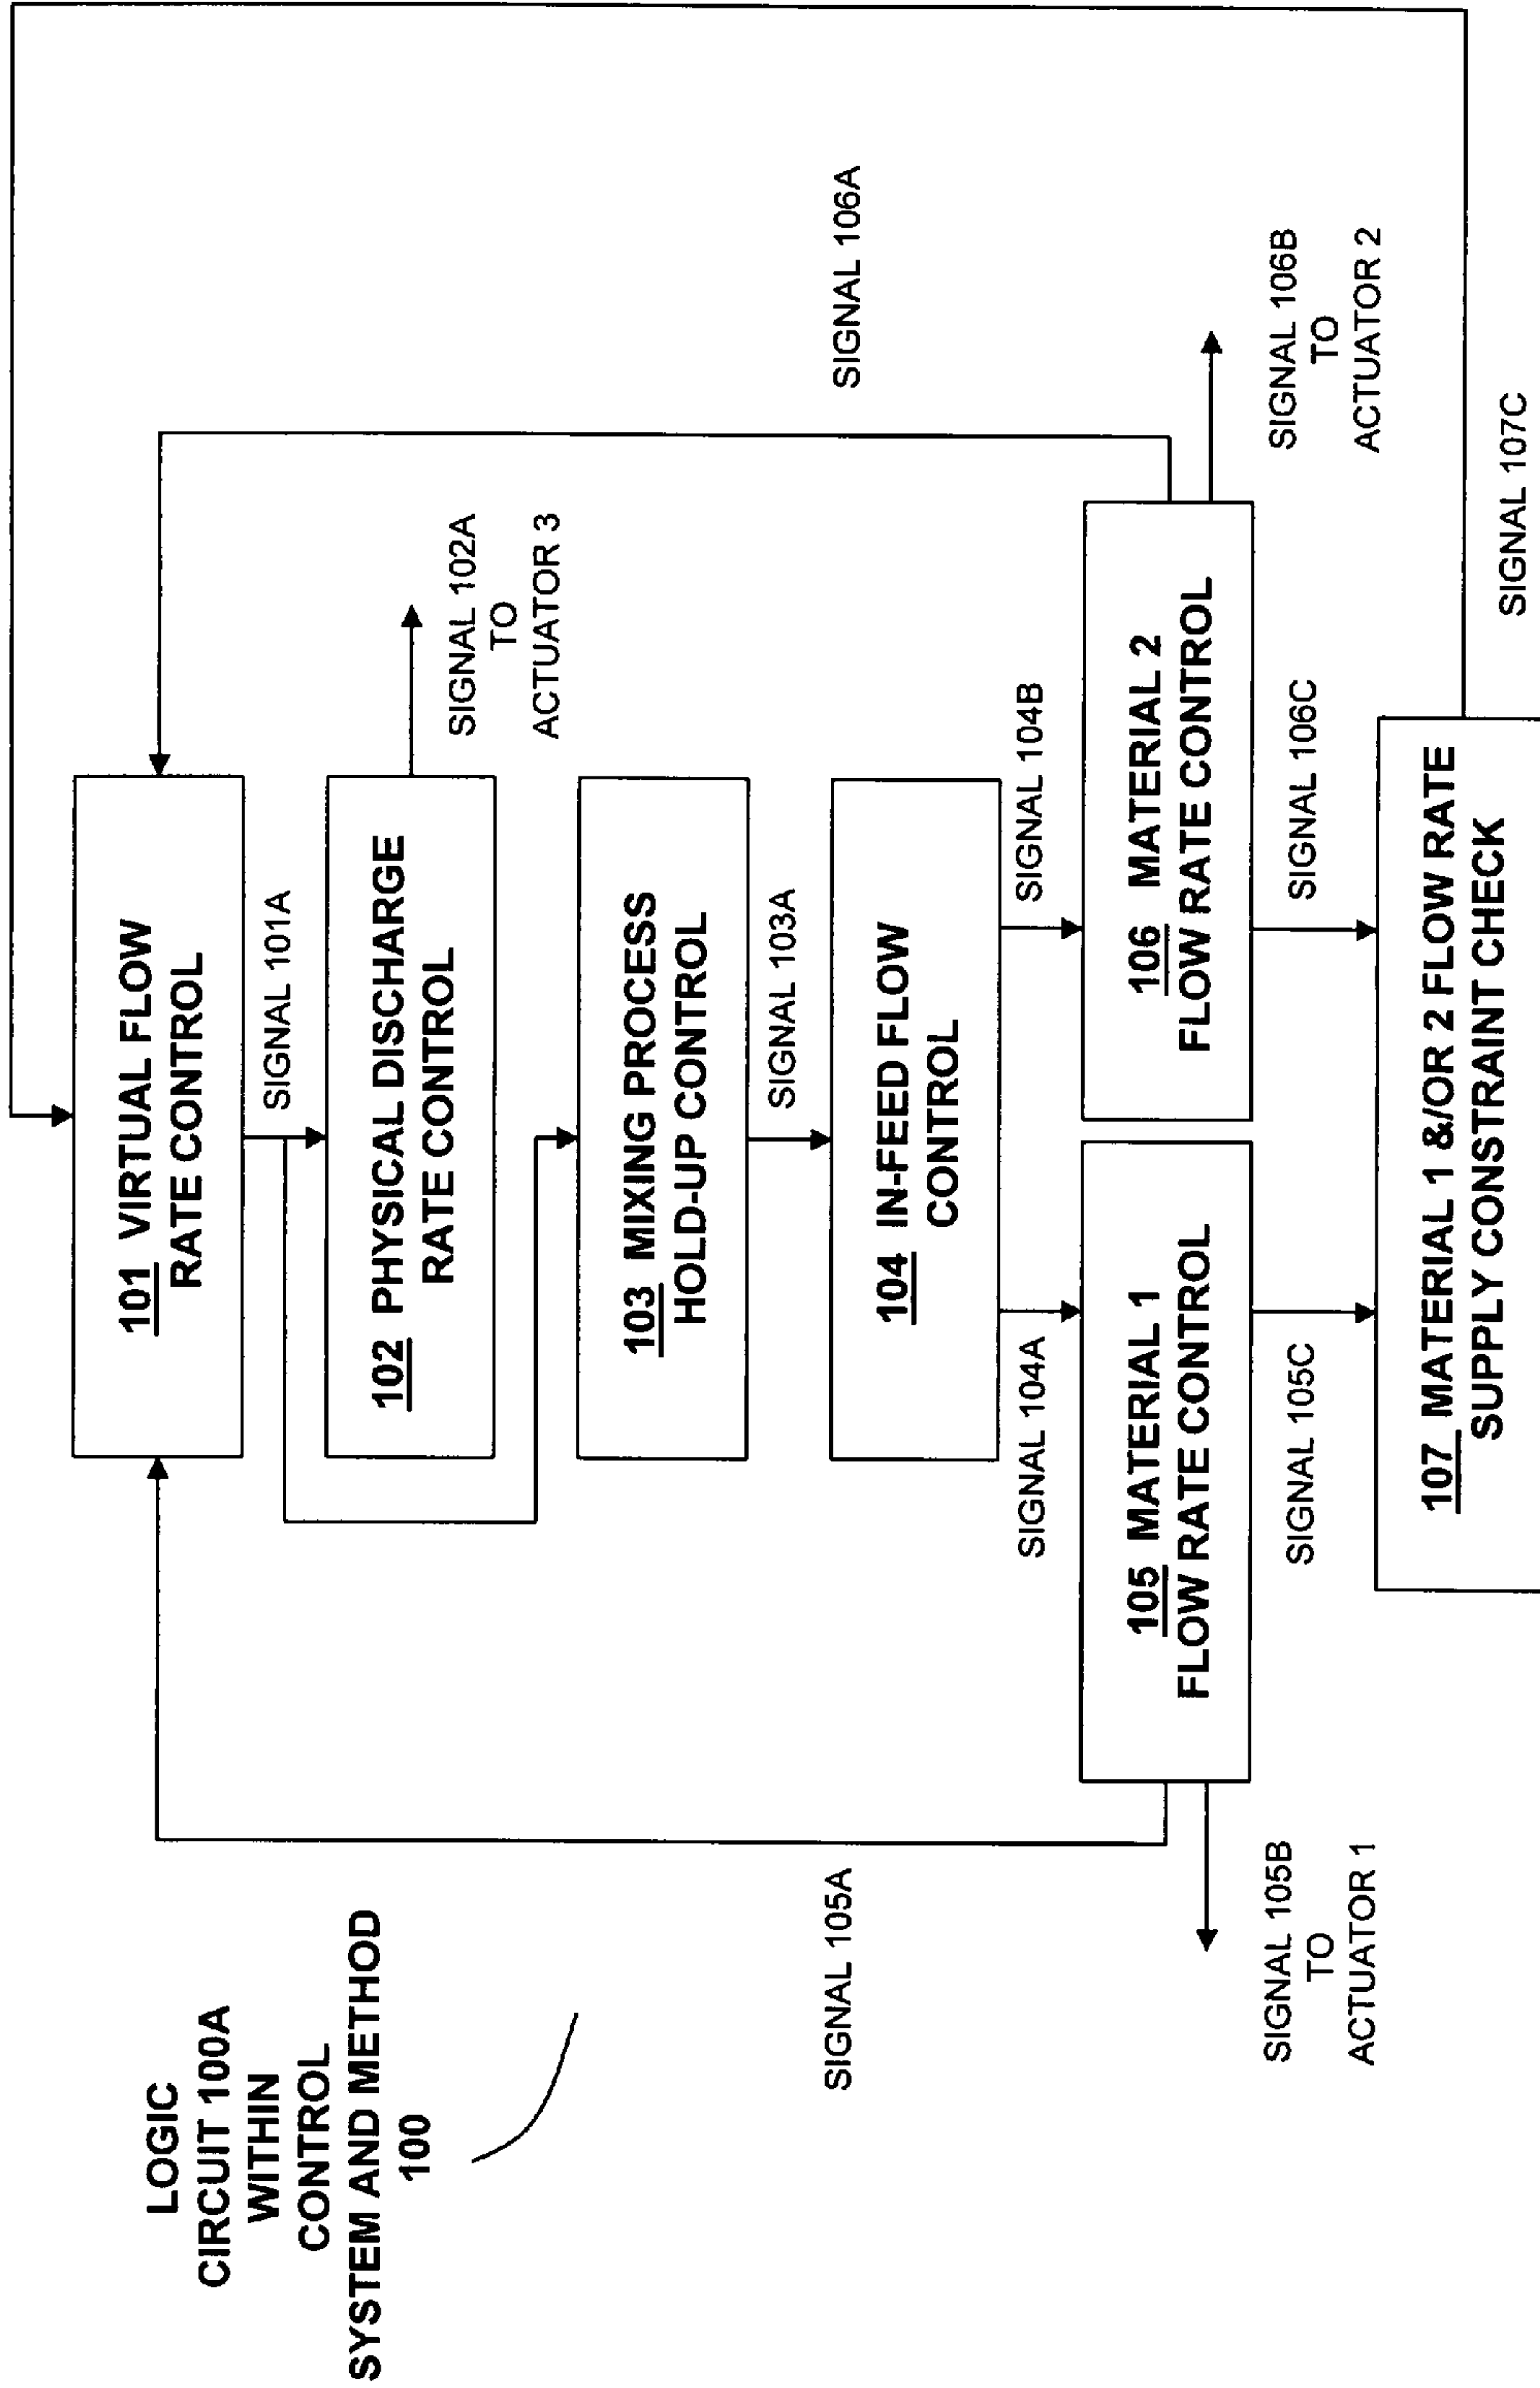 LOGIC
CIRCUIT 100A
WITHIN
CONTROL
SYSTEM AND METHOD
100
101 VIRTUAL FLOW
RATE CONTROL
SIGNAL 101A
102 PHYSICAL DISCHARGE
RATE CONTROL
SIGNAL 102A
TO
ACTUATOR 3
103 MIXING PROCESS
HOLD-UP CONTROL
SIGNAL 103A
SIGNAL 105A
SIGNAL 106A
104 IN-FEED FLOW
CONTROL
SIGNAL 104A
SIGNAL 104B
105 MATERIAL 1
FLOW RATE CONTROL
106 MATERIAL 2
FLOW RATE CONTROL
SIGNAL 105B
TO
ACTUATOR 1
SIGNAL 105C
SIGNAL 106C
SIGNAL 106B
TO
ACTUATOR 2
107 MATERIAL 1 &/OR 2 FLOW RATE
SUPPLY CONSTRAINT CHECK
SIGNAL 107C